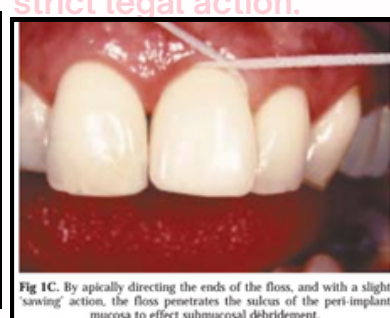 strict legal action.
Fig 1C. By apically directing the ends of the floss, and with a slight
'sawing' action, the floss penetrates the sulcus of the peri-implant
mucosa to effect submucosal débridement.